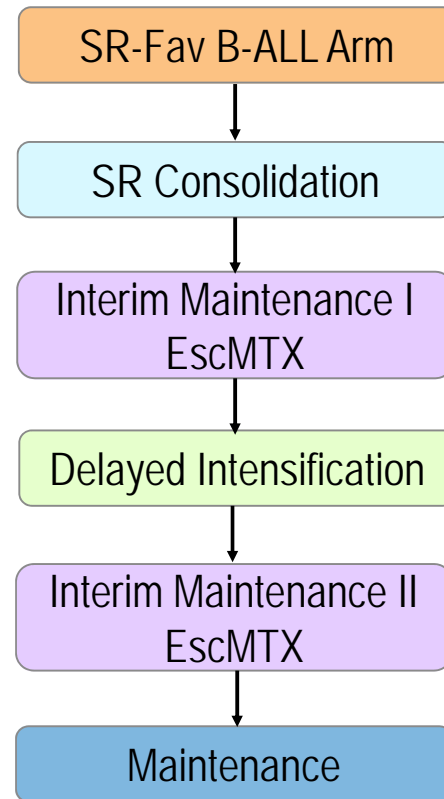 SR-Fav B-ALL Arm
SR Consolidation
Interim Maintenance I
EscMTX
Delayed Intensification
Interim Maintenance II
EscMTX
Maintenance